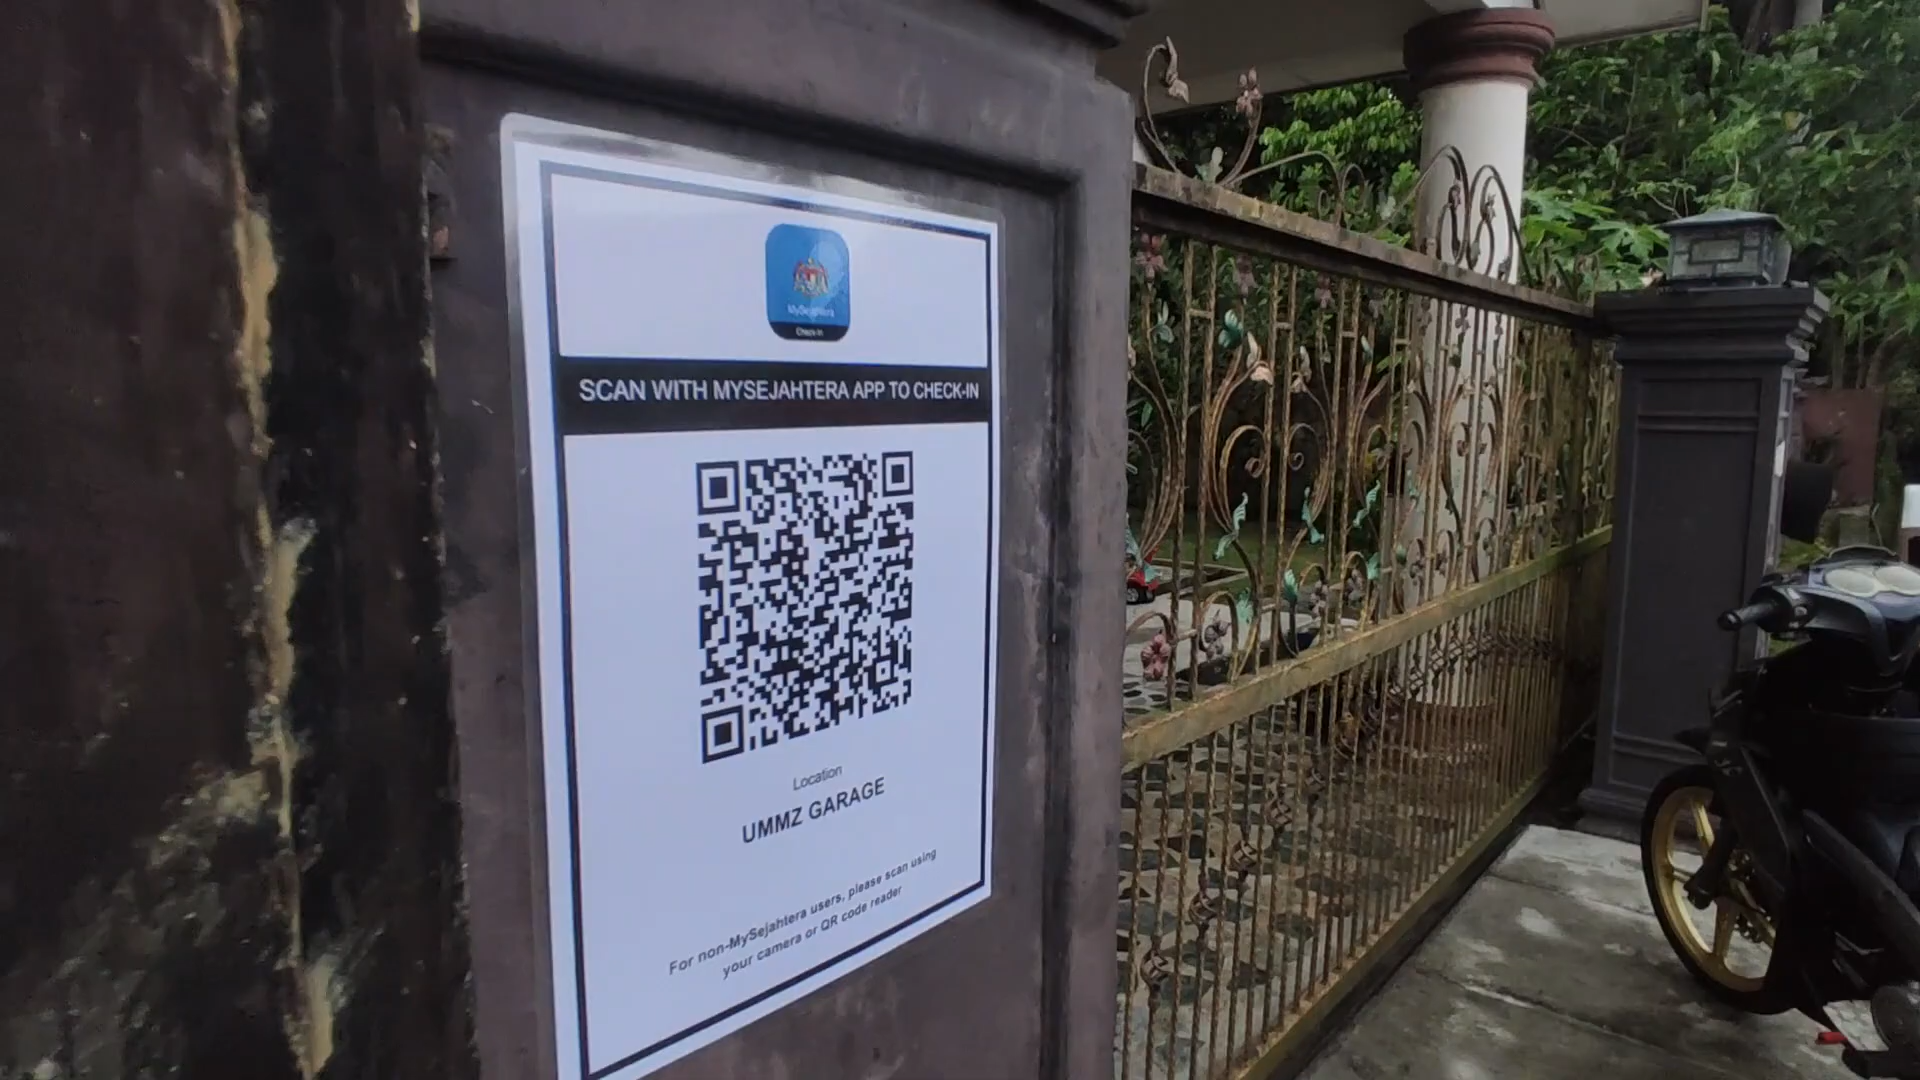 MySejahtera
Check-In
SCAN WITH MYSEJAHTERA APP TO CHECK-IN
Location
UMMZ GARAGE
For non-MySejahtera users, please scan using
your camera or QR code reader